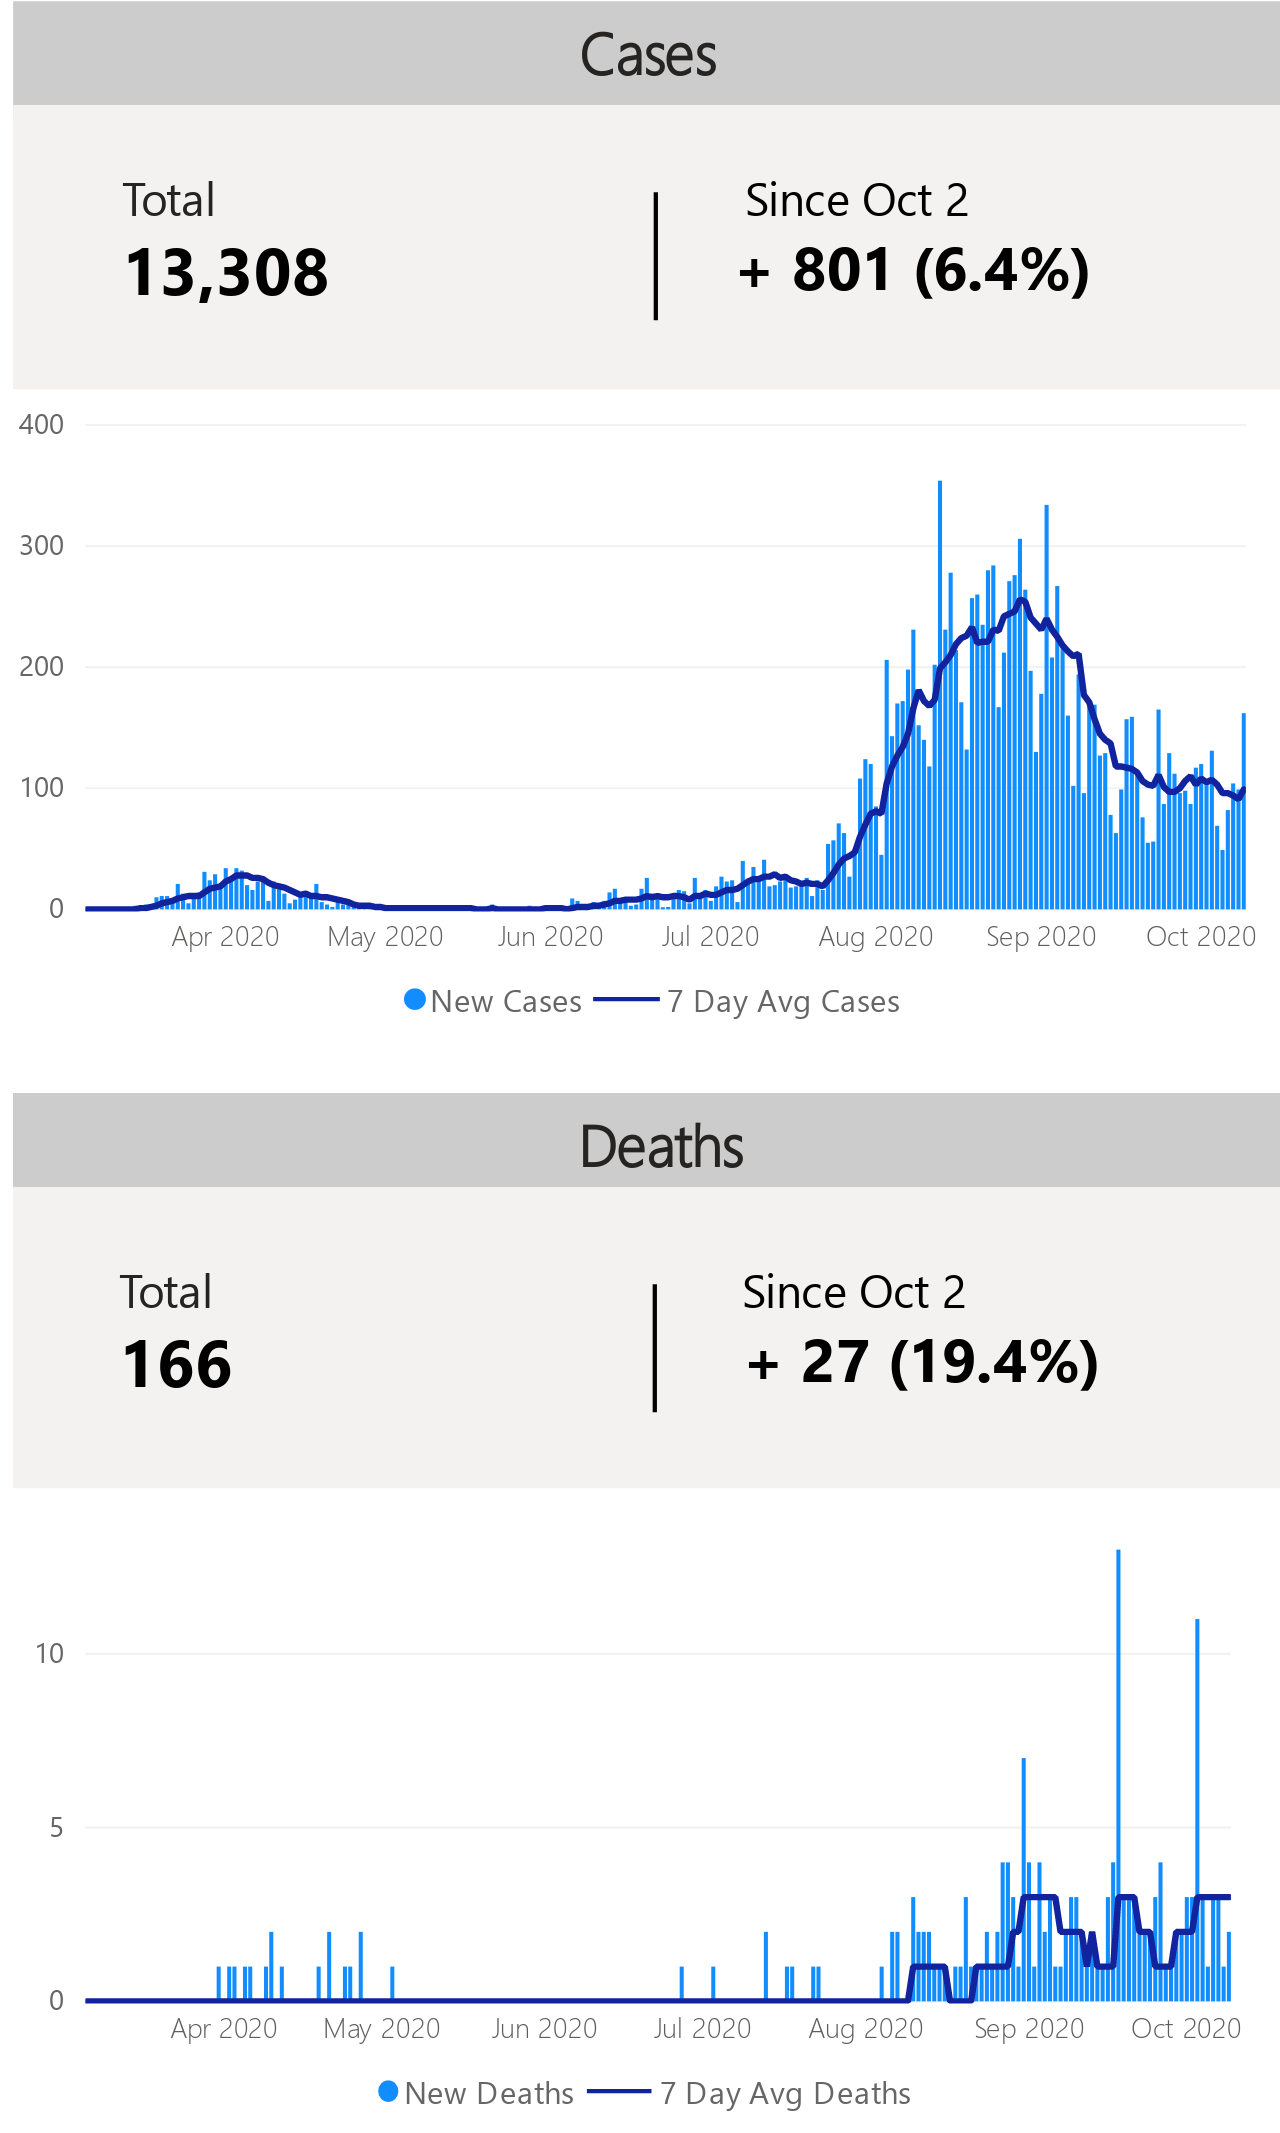 Cases
Total
Since Oct 2
13,308
+ 801 (6.4%)
400
300
200
100
0
Apr 2020 May 2020 Jun 2020 Jul 2020 Aug 2020 Sep 2020 Oct 2020
New Cases 7 Day Avg Cases
Deaths
Total
Since Oct 2
166
+ 27 (19.4%)
10
5
0
Apr 2020 May 2020 Jun 2020 Jul 2020 Aug 2020 Sep 2020 Oct 2020
New Deaths 7 Day Avg Deaths